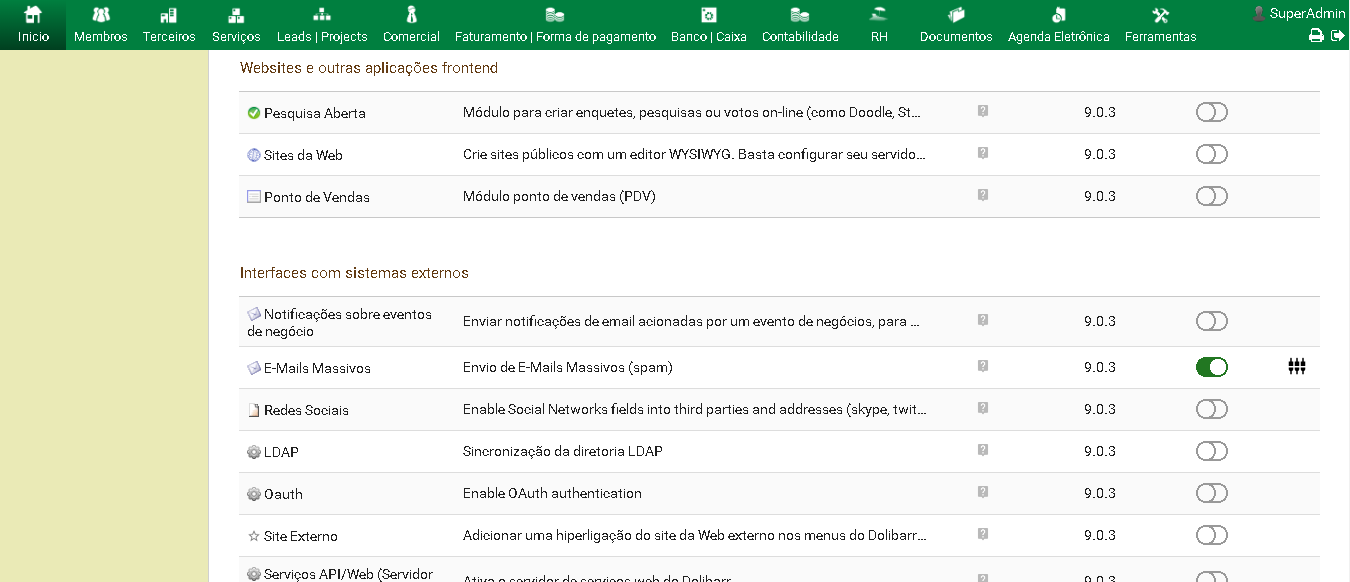 SuperAdmin
Inicio Membros Terceiros Serviços Leads | Projects Comercial Faturamento | Forma de pagamento Banco | Caixa Contabilidade RH Documentos Agenda Eletrônica Ferramentas
Websites e outras aplicações frontend
Pesquisa Aberta Módulo para criar enquetes, pesquisas ou votos on-line (como Doodle, St... ? 9.0.3
Sites da Web Crie sites públicos com um editor WYSIWYG. Basta configurar seu servido... ? 9.0.3
Ponto de Vendas Módulo ponto de vendas (PDV) ? 9.0.3
Interfaces com sistemas externos
Notificações sobre eventos
de negócio Enviar notificações de email acionadas por um evento de negócios, para ... ? 9.0.3
E-Mails Massivos Envio de E-Mails Massivos (spam) ? 9.0.3
Redes Sociais Enable Social Networks fields into third parties and addresses (skype, twit... ? 9.0.3
LDAP Sincronização da diretoria LDAP ? 9.0.3
Oauth Enable OAuth authentication ? 9.0.3
Site Externo Adicionar uma hiperligação do site da Web externo nos menus do Dolibarr... ? 9.0.3
Serviços API/Web (Servidor
Ativa o servidor de serviços web do Dolibarr ? 9.0.3